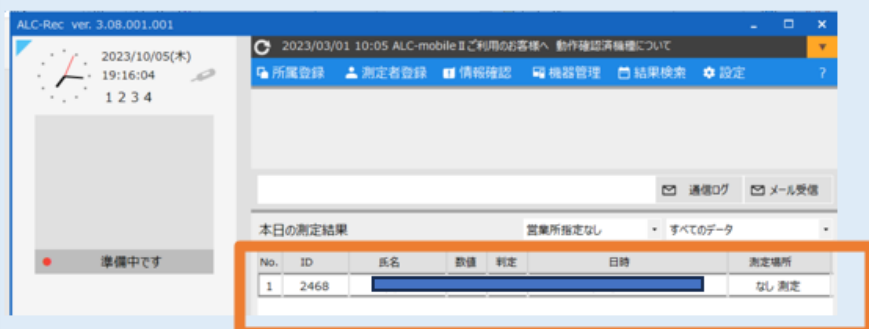 ALC-Rec ver. 3.08.001.001
2023/10/05(木)
19:16:04
1 2 3 4
準備中です
2023/03/01 10:05 ALC-mobileⅡご利用のお客様へ 動作確認済機種について
所属登録 測定者登録 情報確認 機器管理 結果検索 設定 ?
通信ログ メール受信
本日の測定結果 営業所指定なし すべてのデータ
No. ID 氏名 数値 判定 日時 測定場所
1 2468 なし 測定